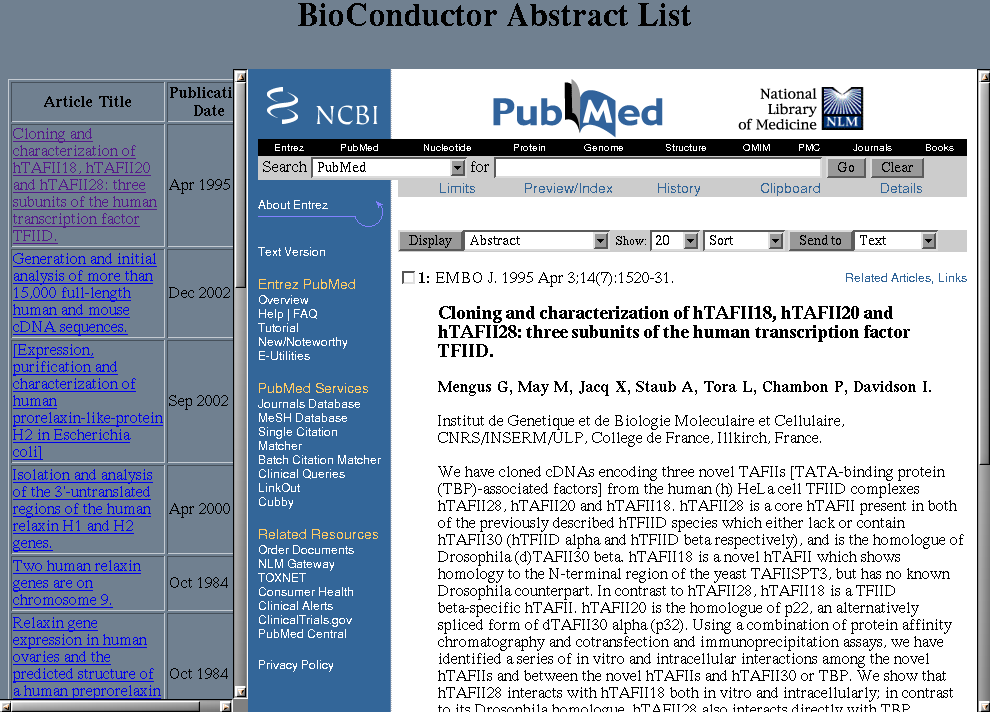 BioConductor Abstract List
Article Title
Publicati
Date
Cloning and
characterization of
hTAFII18, hTAFII20
and hTAFII28: three
subunits of the human
transcription factor
TFIID.
Apr 1995
Generation and initial
analysis of more than
15,000 full-length
human and mouse
cDNA sequences.
Dec 2002
[Expression,
purification and
characterization of
human
prorelaxin-like-protein
H2 in Escherichia
coli]
Sep 2002
Isolation and analysis
of the 3'-untranslated
regions of the human
relaxin H1 and H2
genes.
Apr 2000
Two human relaxin
genes are on
chromosome 9.
Oct 1984
Relaxin gene
expression in human
ovaries and the
predicted structure of
a human preprorelaxin
Oct 1984
NCBI
PubMed
National
Library
of Medicine
NLM
Entrez PubMed Nucleotide Protein Genome Structure OMIM PMC Journals Books
Search PubMed for Go Clear
Limits Preview/Index History Clipboard Details
About Entrez
Text Version
Entrez PubMed
Overview
Help | FAQ
Tutorial
New/Noteworthy
E-Utilities
PubMed Services
Journals Database
MeSH Database
Single Citation
Matcher
Batch Citation Matcher
Clinical Queries
LinkOut
Cubby
Related Resources
Order Documents
NLM Gateway
TOXNET
Consumer Health
Clinical Alerts
ClinicalTrials.gov
PubMed Central
Privacy Policy
Display Abstract Show: 20 Sort Send to Text
1: EMBO J. 1995 Apr 3;14(7):1520-31. Related Articles, Links
Cloning and characterization of hTAFII18, hTAFII20 and
hTAFII28: three subunits of the human transcription factor
TFIID.
Mengus G, May M, Jacq X, Staub A, Tora L, Chambon P, Davidson I.
Institut de Genetique et de Biologie Moleculaire et Cellulaire,
CNRS/INSERM/ULP, College de France, Illkirch, France.
We have cloned cDNAs encoding three novel TAFIIs [TATA-binding protein
(TBP)-associated factors] from the human (h) HeLa cell TFIID complexes
hTAFII28, hTAFII20 and hTAFII18. hTAFII28 is a core hTAFII present in both
of the previously described hTFIID species which either lack or contain
hTAFII30 (hTFIID alpha and hTFIID beta respectively), and is the homologue of
Drosophila (d)TAFII30 beta. hTAFII18 is a novel hTAFII which shows
homology to the N-terminal region of the yeast TAFIISPT3, but has no known
Drosophila counterpart. In contrast to hTAFII28, hTAFII18 is a TFIID
beta-specific hTAFII. hTAFII20 is the homologue of p22, an alternatively
spliced form of dTAFII30 alpha (p32). Using a combination of protein affinity
chromatography and cotransfection and immunoprecipitation assays, we have
identified a series of in vitro and intracellular interactions among the novel
hTAFIIs and between the novel hTAFIIs and hTAFII30 or TBP. We show that
hTAFII28 interacts with hTAFII18 both in vitro and intracellularly; in contrast
to its Drosophila homologue, hTAFII28 also interacts directly with TBP.